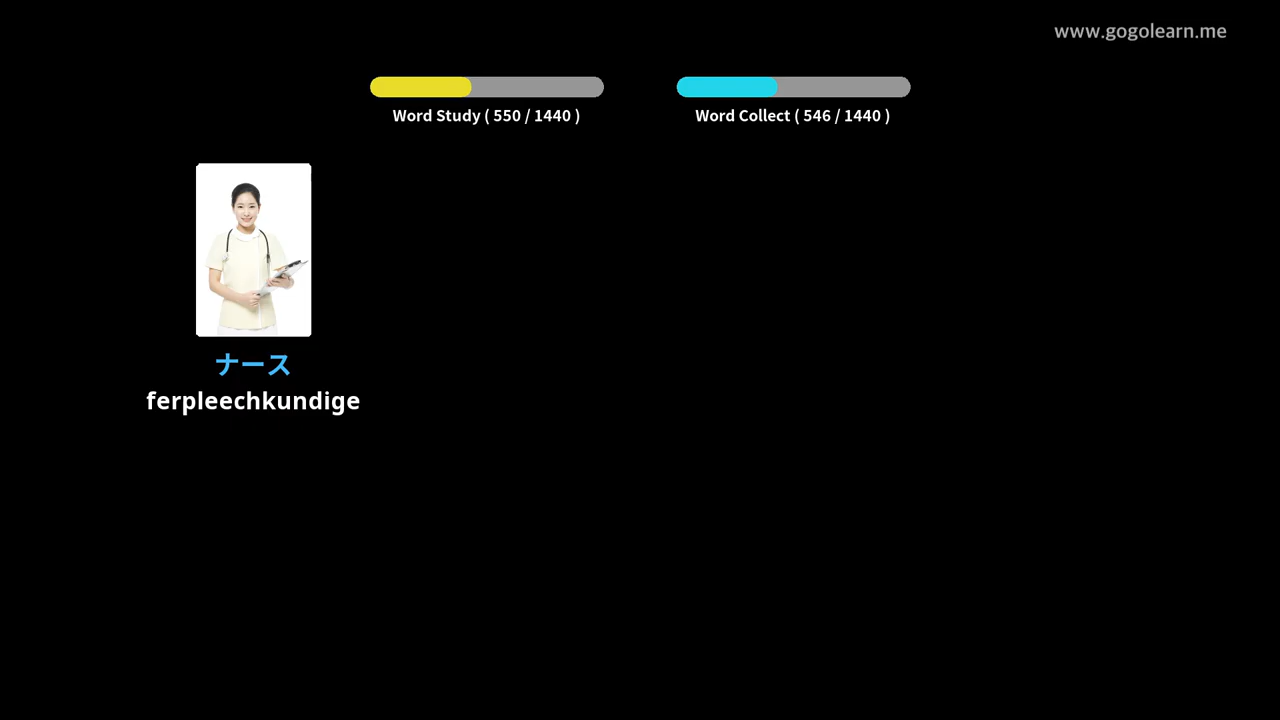 www.gogolearn.me
Word Study ( 550 / 1440 )
Word Collect ( 546 / 1440 )
ナース
ferpleechkundige